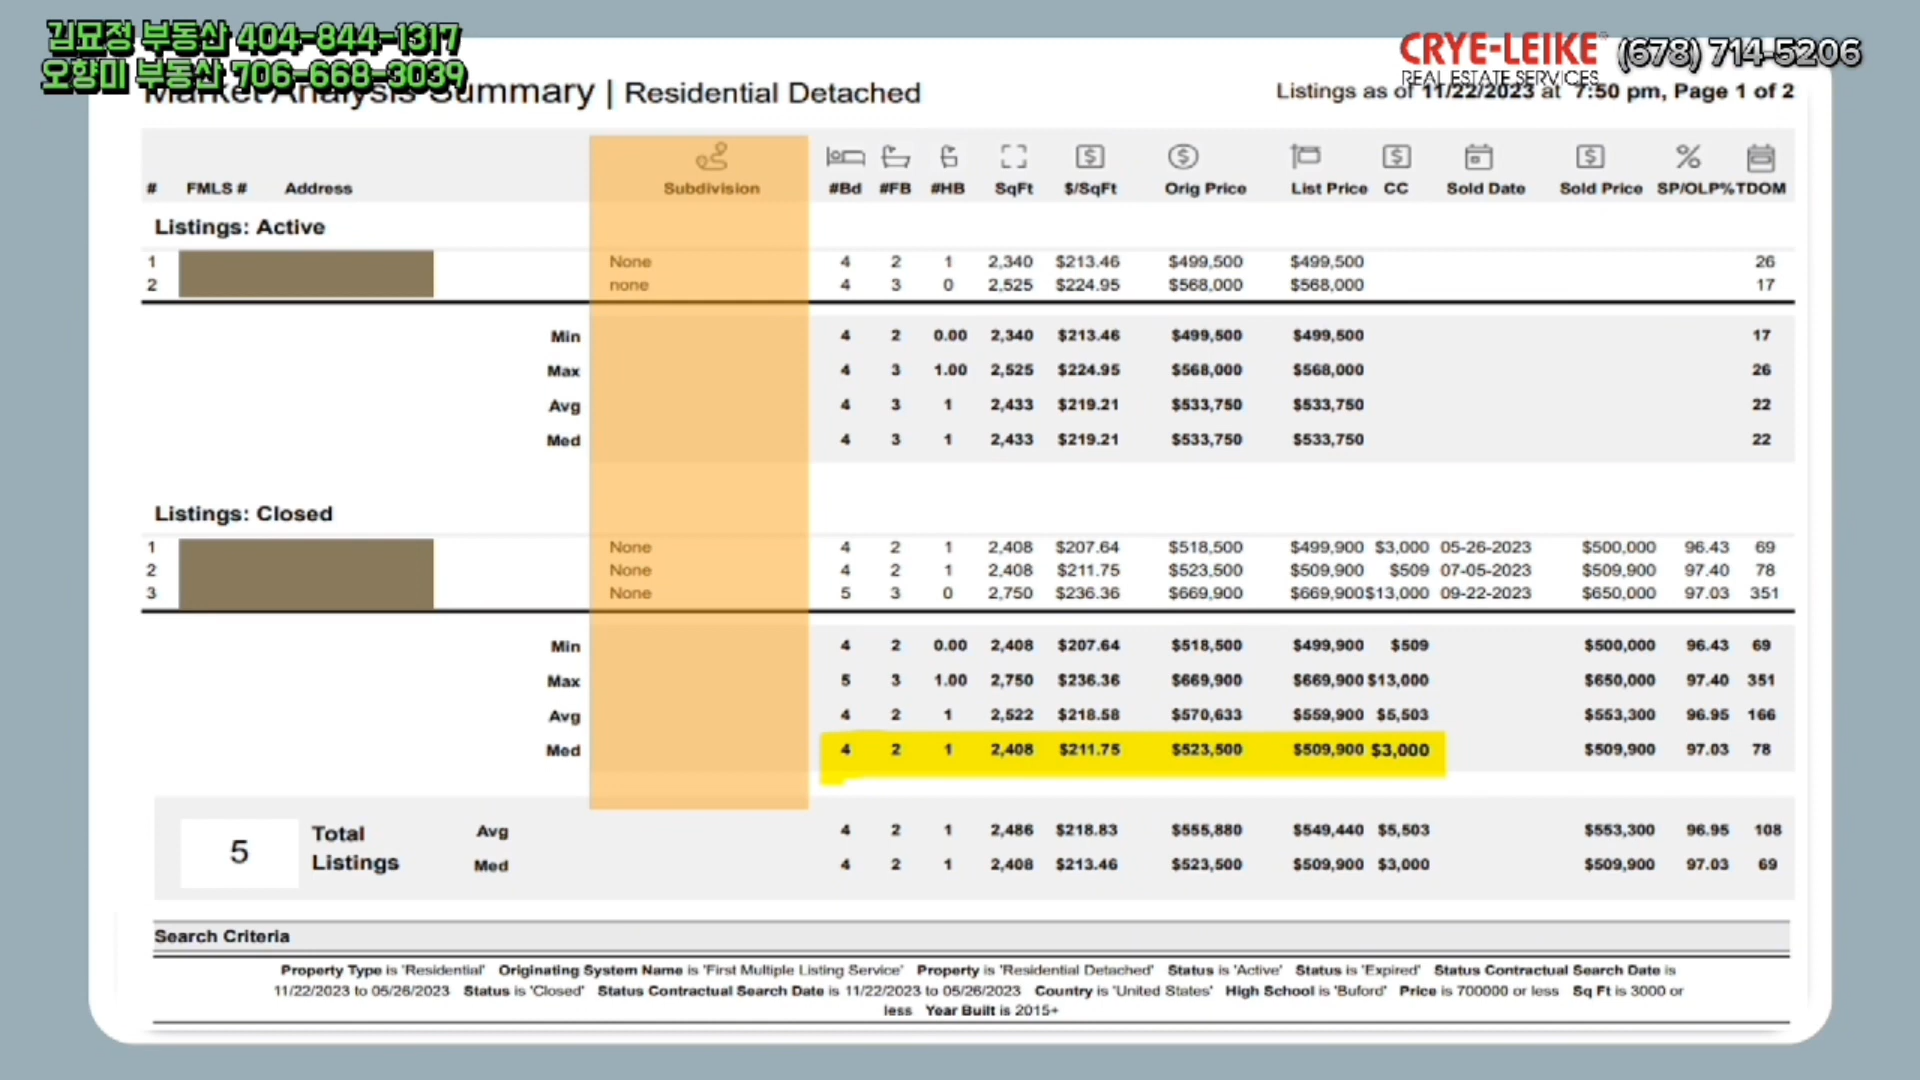 김묘정 부동산 404-844-1317
오향미 부동산 706-668-3039
CRYE-LEIKE® (678) 714-5206
REAL ESTATE SERVICES
Market Analysis Summary | Residential Detached
Listings as of 11/22/2023 at 7:50 pm, Page 1 of 2
# FMLS # Address Subdivision #Bd #FB #HB SqFt $/SqFt Orig Price List Price CC Sold Date Sold Price SP/OLP% TDOM
Listings: Active
1 None 4 2 1 2,340 $213.46 $499,500 $499,500 26
2 none 4 3 0 2,525 $224.95 $568,000 $568,000 17
Min 4 2 0.00 2,340 $213.46 $499,500 $499,500 17
Max 4 3 1.00 2,525 $224.95 $568,000 $568,000 26
Avg 4 3 1 2,433 $219.21 $533,750 $533,750 22
Med 4 3 1 2,433 $219.21 $533,750 $533,750 22
Listings: Closed
1 None 4 2 1 2,408 $207.64 $518,500 $499,900 $3,000 05-26-2023 $500,000 96.43 69
2 None 4 2 1 2,408 $211.75 $523,500 $509,900 $509 07-05-2023 $509,900 97.40 78
3 None 5 3 0 2,750 $236.36 $669,900 $669,900 $13,000 09-22-2023 $650,000 97.03 351
Min 4 2 0.00 2,408 $207.64 $518,500 $499,900 $509 $500,000 96.43 69
Max 5 3 1.00 2,750 $236.36 $669,900 $669,900 $13,000 $650,000 97.40 351
Avg 4 2 1 2,522 $218.58 $570,633 $559,900 $5,503 $553,300 96.95 166
Med 4 2 1 2,408 $211.75 $523,500 $509,900 $3,000 $509,900 97.03 78
5 Total Listings
Avg 4 2 1 2,486 $218.83 $555,880 $549,440 $5,503 $553,300 96.95 108
Med 4 2 1 2,408 $213.46 $523,500 $509,900 $3,000 $509,900 97.03 69
Search Criteria
Property Type is 'Residential' Originating System Name is 'First Multiple Listing Service' Property is 'Residential Detached' Status is 'Active' Status is 'Expired' Status Contractual Search Date is
11/22/2023 to 05/26/2023 Status is 'Closed' Status Contractual Search Date is 11/22/2023 to 05/26/2023 Country is 'United States' High School is 'Buford' Price is 700000 or less Sq Ft is 3000 or
less Year Built is 2015+